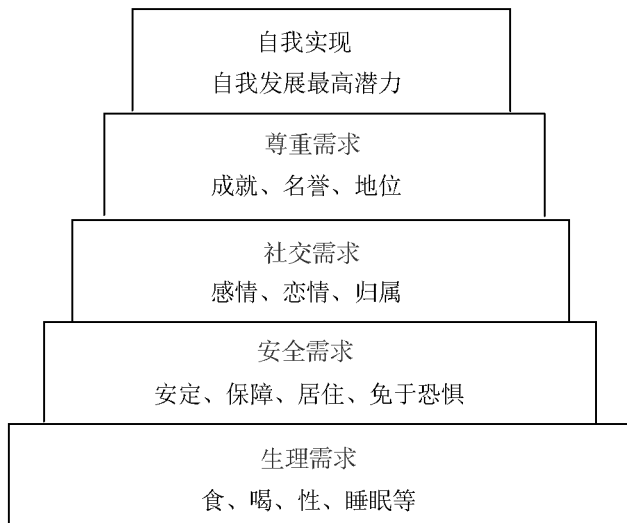 自我实现
自我发展最高潜力
尊重需求
成就、名誉、地位
社交需求
感情、恋情、归属
安全需求
安定、保障、居住、免于恐惧
生理需求
食、喝、性、睡眠等